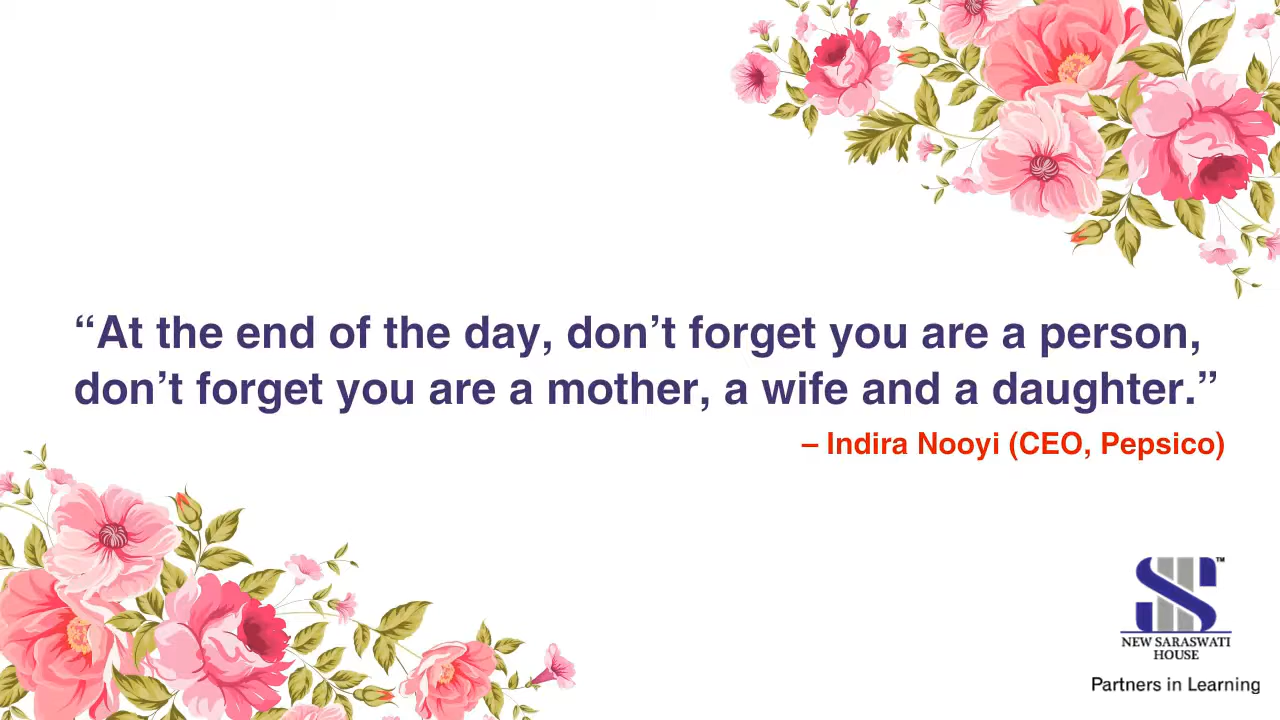 “At the end of the day, don’t forget you are a person,
don’t forget you are a mother, a wife and a daughter.”
– Indira Nooyi (CEO, Pepsico)
TM
NEW SARASWATI
HOUSE
Partners in Learning